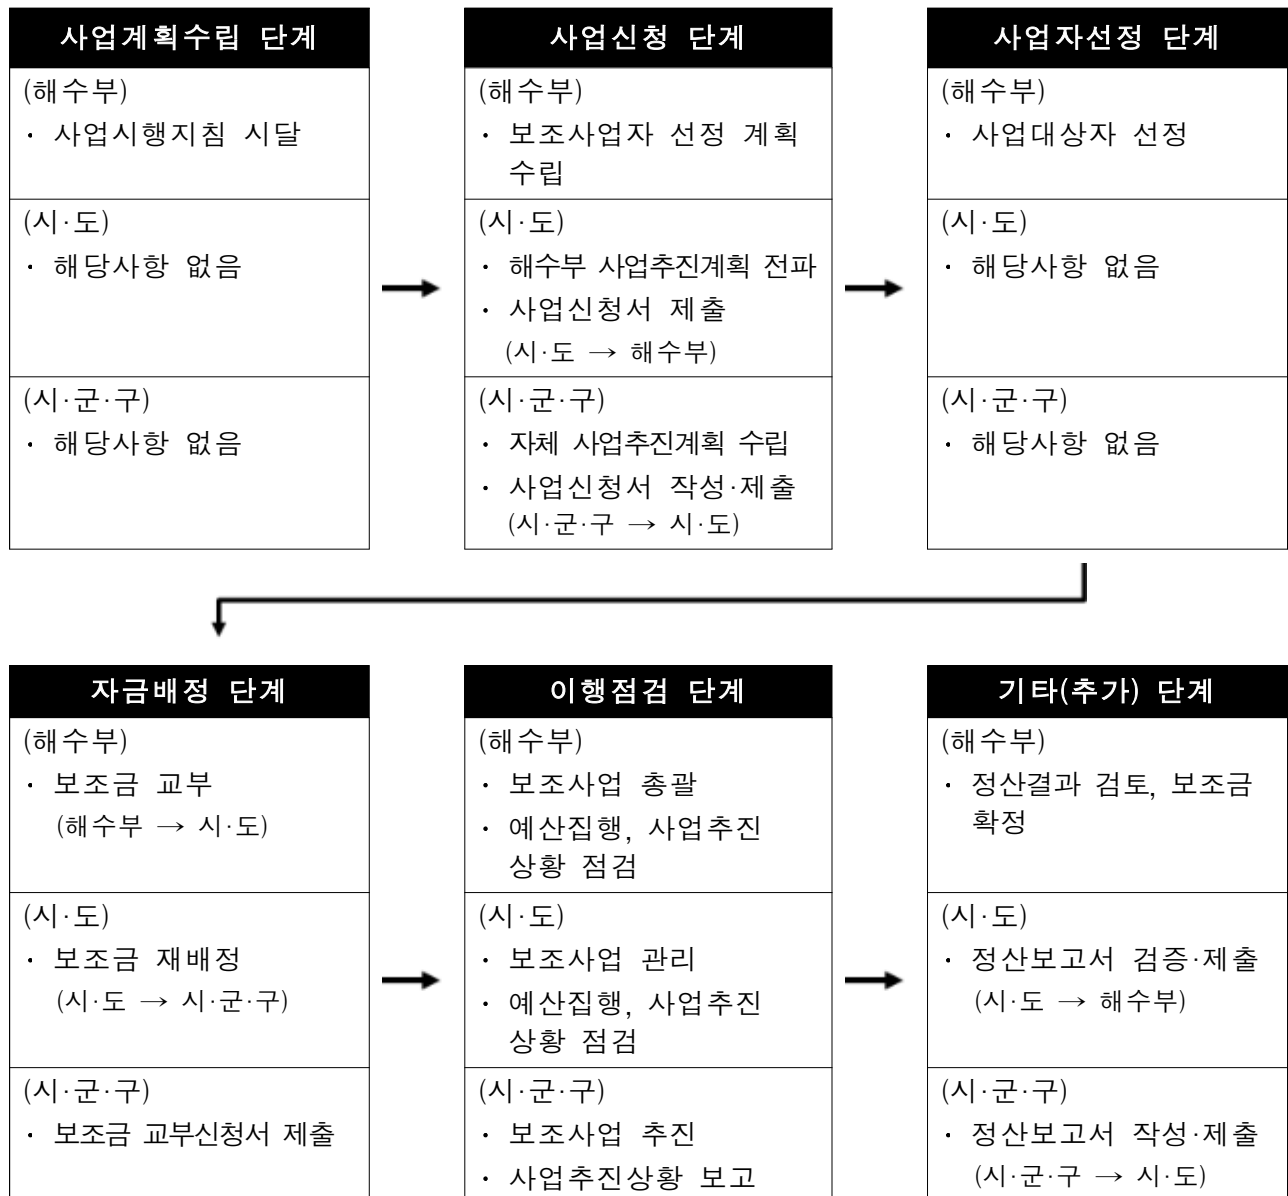 사업계획수립 단계
(해수부)
· 사업시행지침 시달
(시·도)
· 해당사항 없음
(시·군·구)
· 해당사항 없음
사업신청 단계
(해수부)
· 보조사업자 선정 계획
수립
(시·도)
· 해수부 사업추진계획 전파
· 사업신청서 제출
(시·도 → 해수부)
(시·군·구)
· 자체 사업추진계획 수립
· 사업신청서 작성·제출
(시·군·구 → 시·도)
사업자선정 단계
(해수부)
· 사업대상자 선정
(시·도)
· 해당사항 없음
(시·군·구)
· 해당사항 없음
자금배정 단계
(해수부)
· 보조금 교부
(해수부 → 시·도)
(시·도)
· 보조금 재배정
(시·도 → 시·군·구)
(시·군·구)
· 보조금 교부신청서 제출
이행점검 단계
(해수부)
· 보조사업 총괄
· 예산집행, 사업추진
상황 점검
(시·도)
· 보조사업 관리
· 예산집행, 사업추진
상황 점검
(시·군·구)
· 보조사업 추진
· 사업추진상황 보고
기타(추가) 단계
(해수부)
· 정산결과 검토, 보조금
확정
(시·도)
· 정산보고서 검증·제출
(시·도 → 해수부)
(시·군·구)
· 정산보고서 작성·제출
(시·군·구 → 시·도)